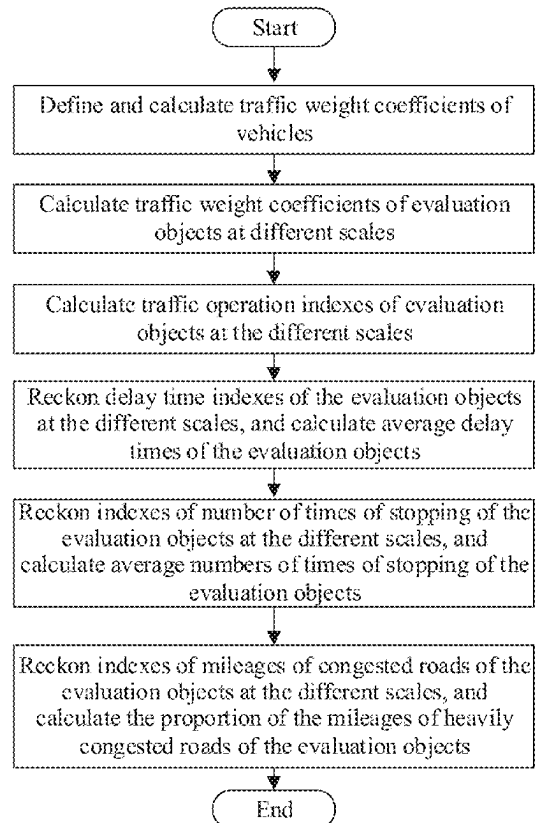 Start
Define and calculate traffic weight coefficients of
vehicles
Calculate traffic weight coefficients of evaluation
objects at different scales
Calculate traffic operation indexes of evaluation
objects at the different scales
Reckon delay time indexes of the evaluation objects
at the different scales, and calculate average delay
times of the evaluation objects
Reckon indexes of number of times of stopping of the
evaluation objects at the different scales, and
calculate average numbers of times of stopping of the
evaluation objects
Reckon indexes of mileages of congested roads of the
evaluation objects at the different scales, and
calculate the proportion of the mileages of heavily
congested roads of the evaluation objects
End